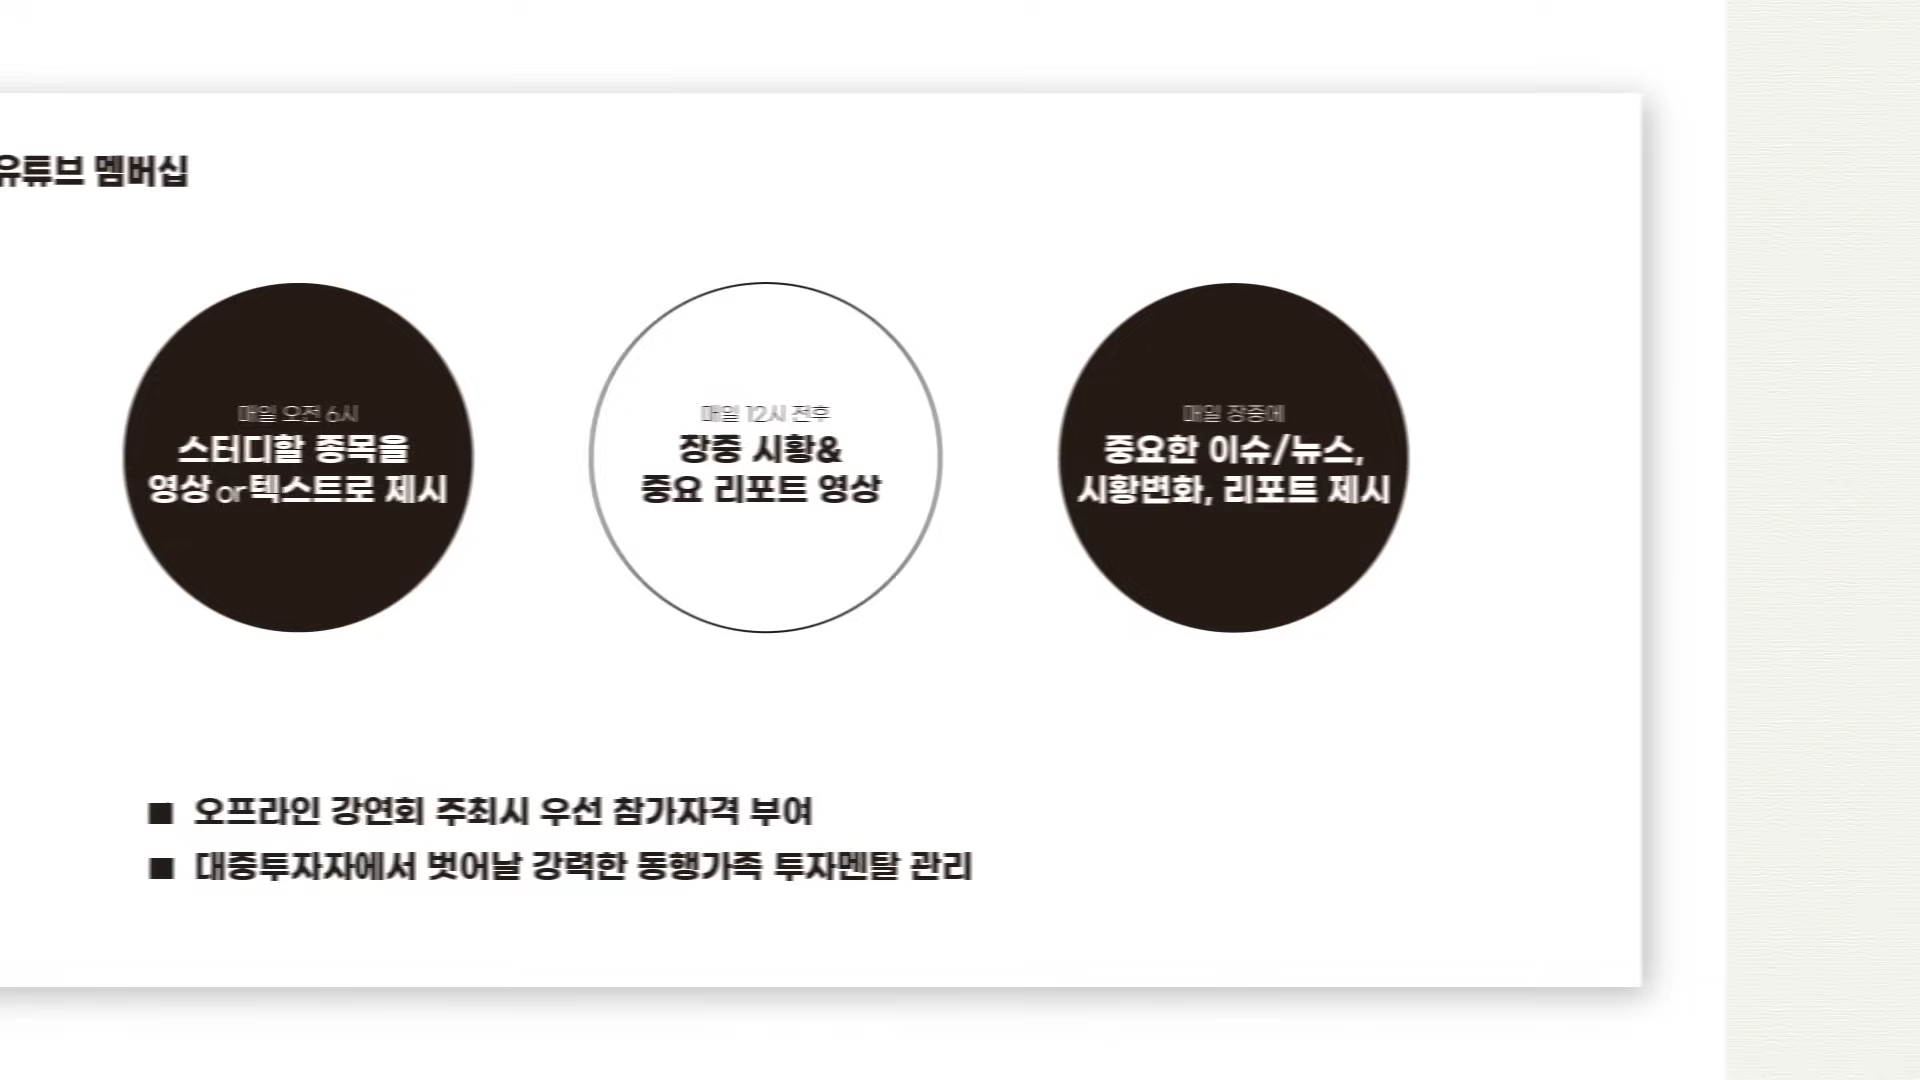 유튜브 멤버십
매일 오전 6시
스터디할 종목을
영상 or 텍스트로 제시
매일 12시 전후
장중 시황&
중요 리포트 영상
매일 장중에
중요한 이슈/뉴스,
시황변화, 리포트 제시
■ 오프라인 강연회 주최시 우선 참가자격 부여
■ 대중투자자에서 벗어날 강력한 동행가족 투자멘탈 관리